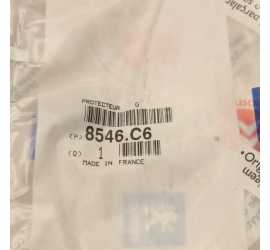 PROTECTEUR G
(P) 8546.C6
(Q) 1
MADE IN FRANCE